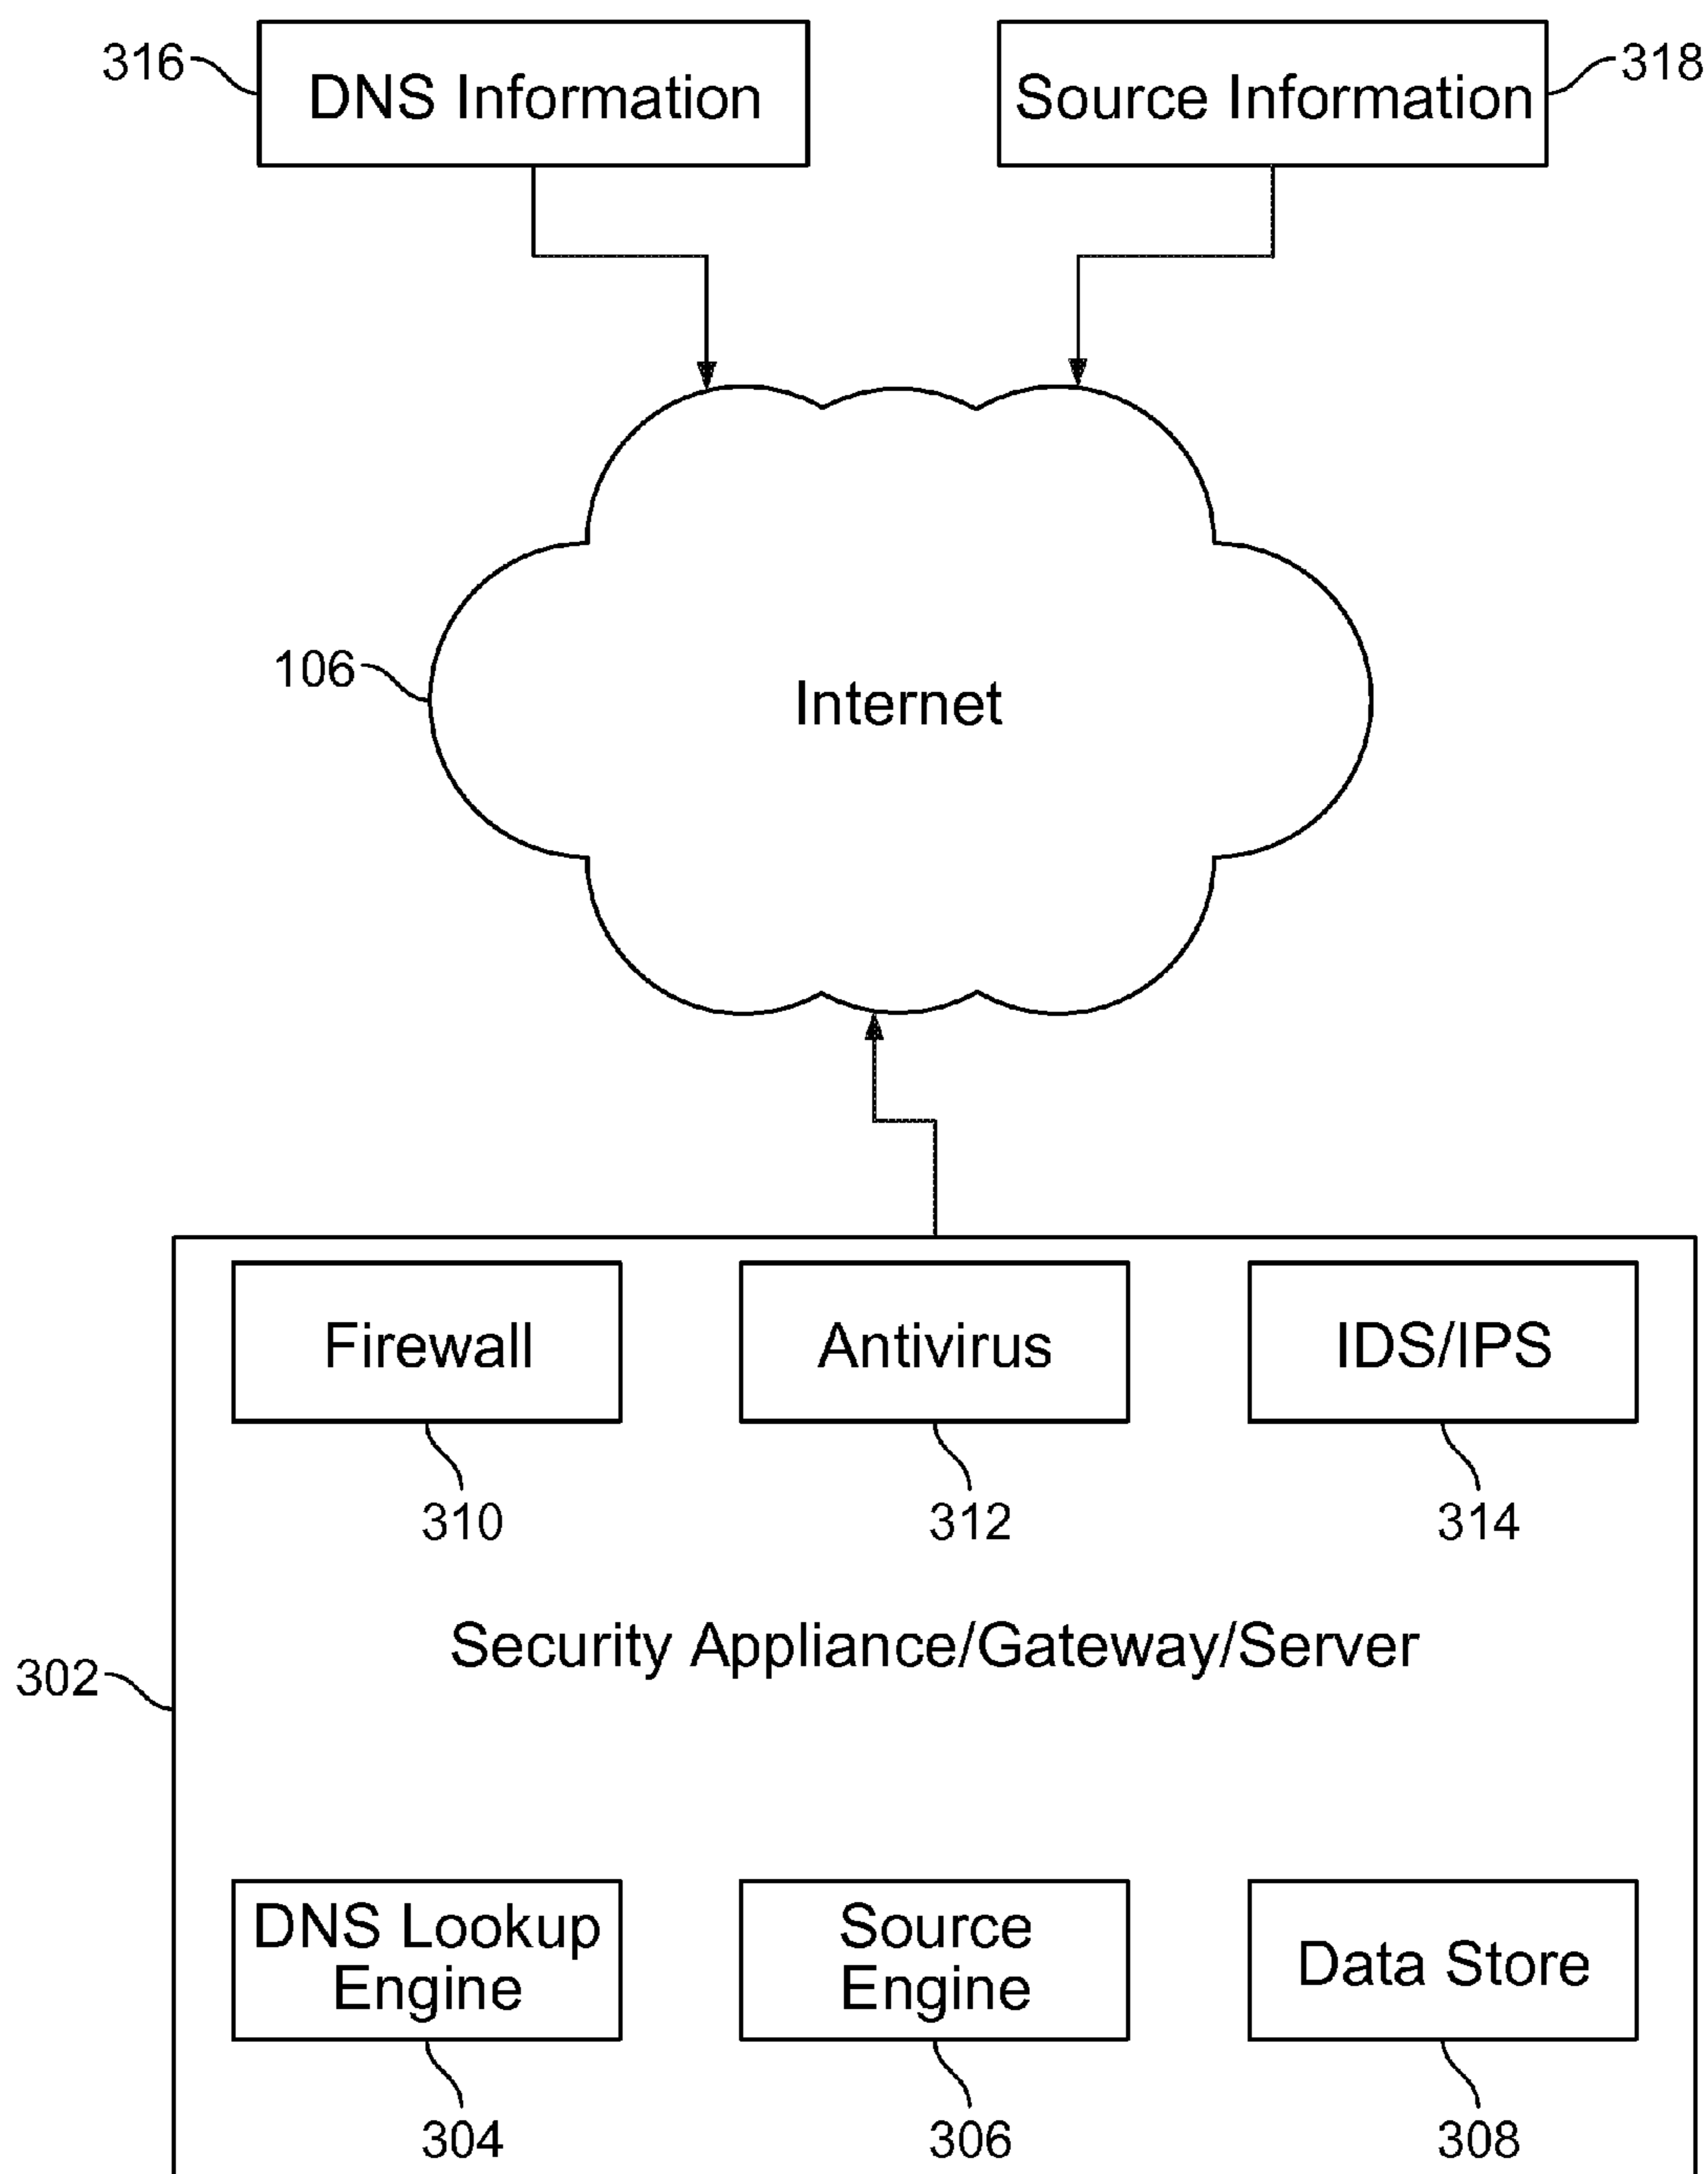 316
DNS Information
Source Information
318
106
Internet
Firewall
Antivirus
IDS/IPS
310
312
314
Security Appliance/Gateway/Server
302
DNS Lookup
Engine
Source
Engine
Data Store
304
306
308